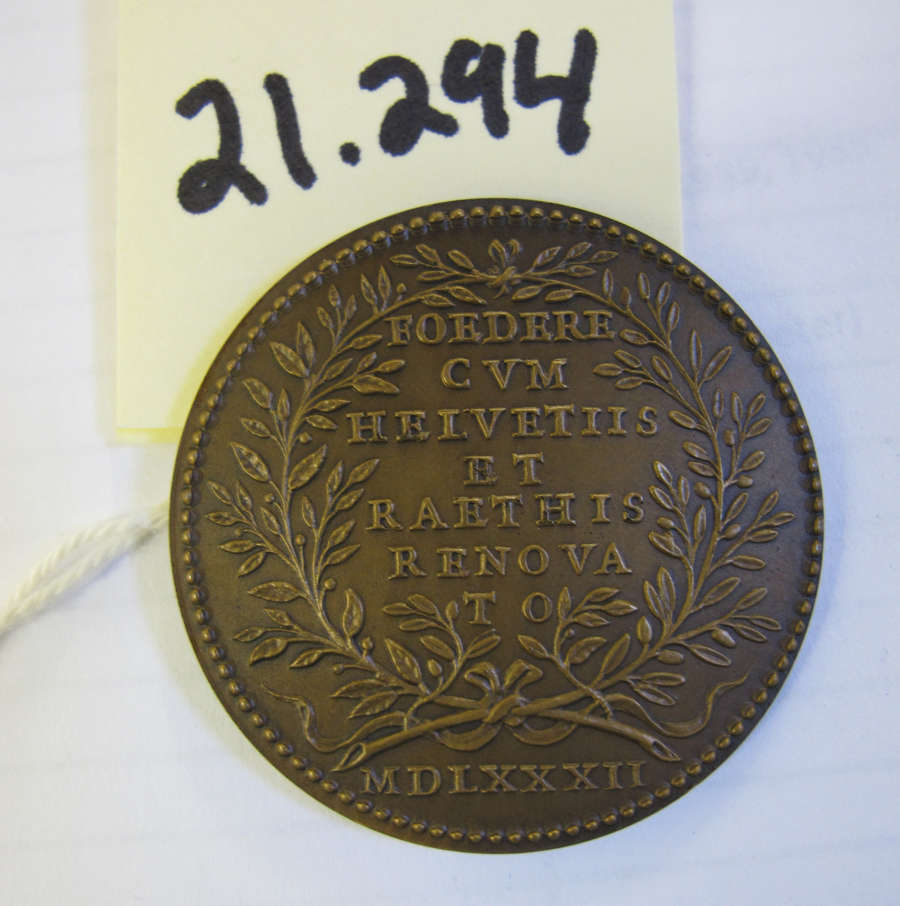 21.294
FOEDERE
CVM
HELVETIIS
ET
RAETHIS
RENOVA
TO
MDLXXXII